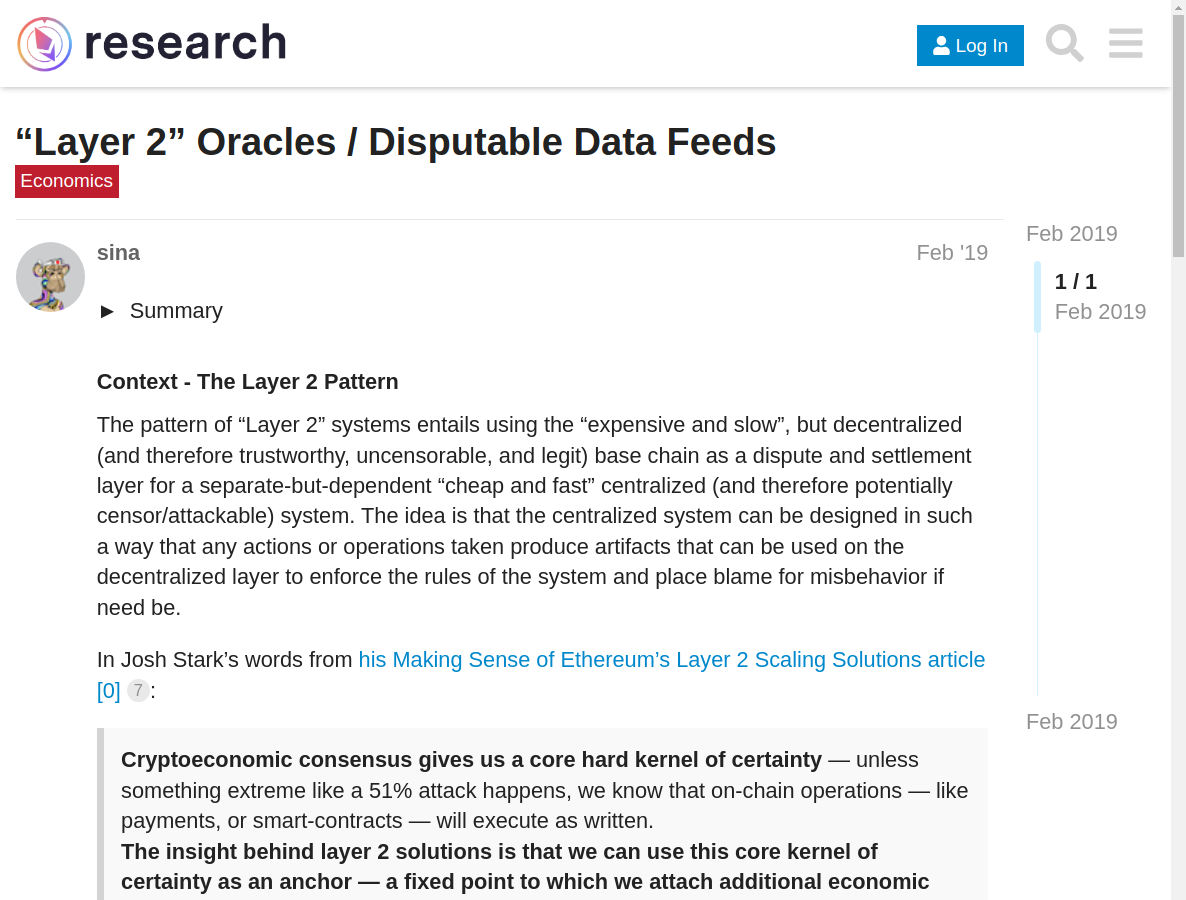 research
Log In
“Layer 2” Oracles / Disputable Data Feeds
Economics
sina
Feb '19
Feb 2019
1 / 1
Feb 2019
► Summary
Context - The Layer 2 Pattern
The pattern of “Layer 2” systems entails using the “expensive and slow”, but decentralized
(and therefore trustworthy, uncensorable, and legit) base chain as a dispute and settlement
layer for a separate-but-dependent “cheap and fast” centralized (and therefore potentially
censor/attackable) system. The idea is that the centralized system can be designed in such
a way that any actions or operations taken produce artifacts that can be used on the
decentralized layer to enforce the rules of the system and place blame for misbehavior if
need be.
In Josh Stark’s words from his Making Sense of Ethereum’s Layer 2 Scaling Solutions article
[0] 7 :
Feb 2019
Cryptoeconomic consensus gives us a core hard kernel of certainty — unless
something extreme like a 51% attack happens, we know that on-chain operations — like
payments, or smart-contracts — will execute as written.
The insight behind layer 2 solutions is that we can use this core kernel of
certainty as an anchor — a fixed point to which we attach additional economic